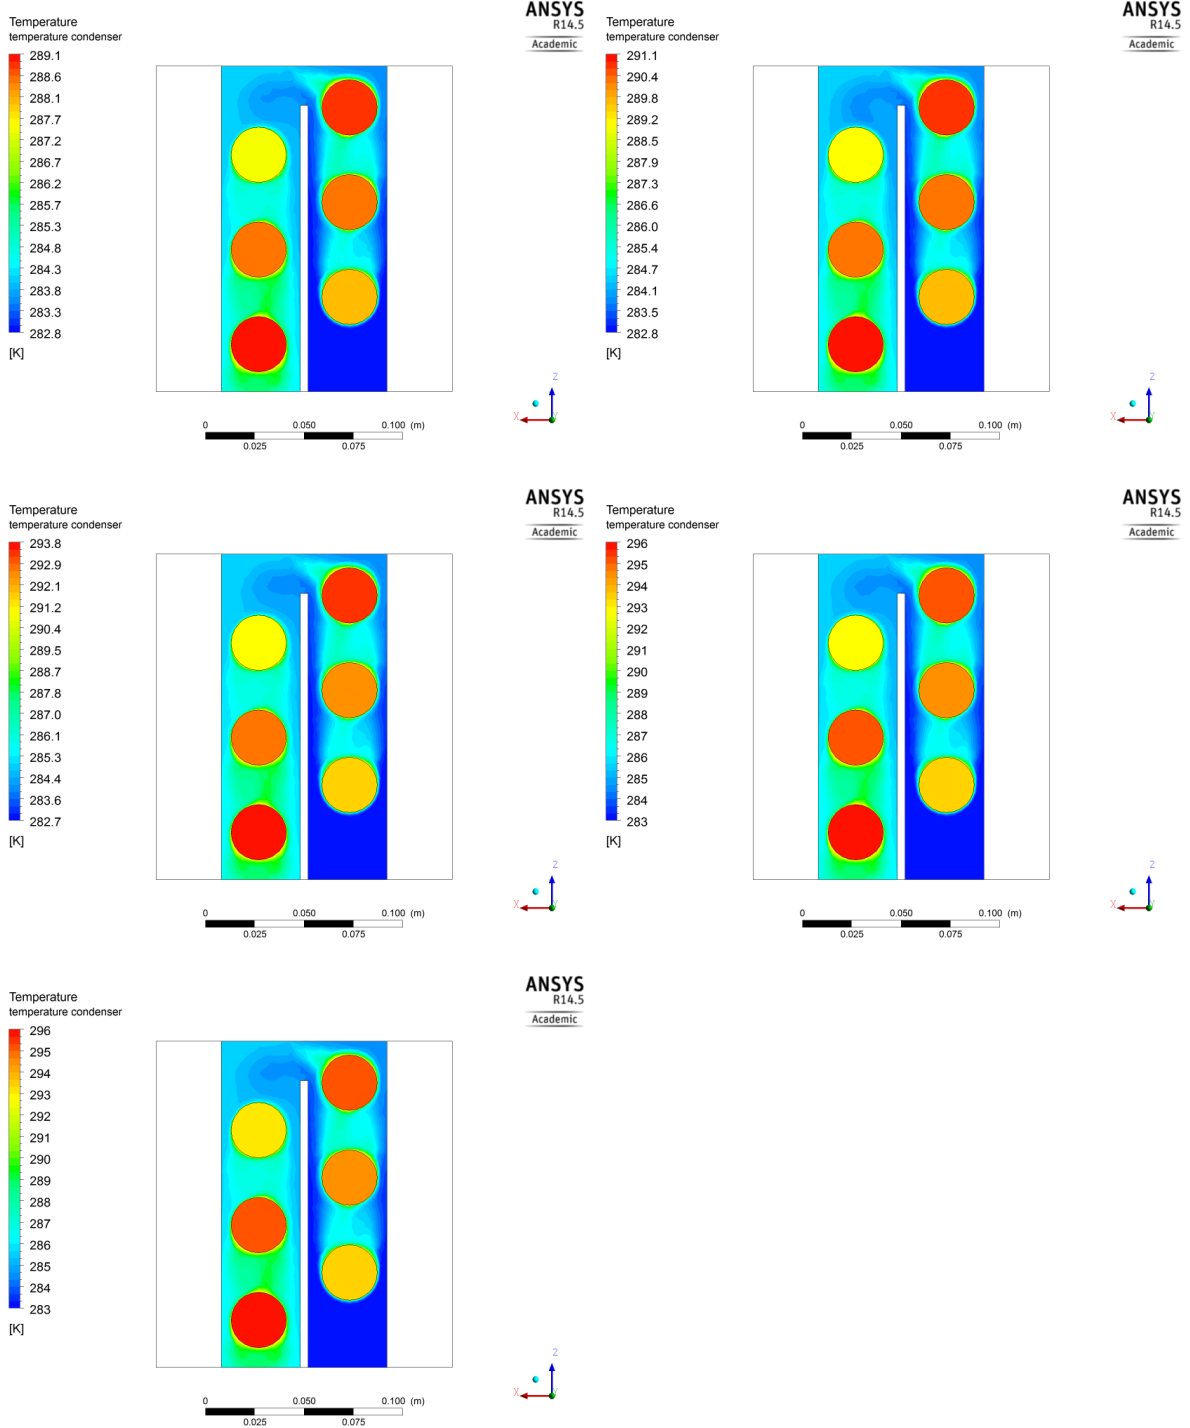 ANSYS
R14.5
Academic
Temperature
temperature condenser
289.1
288.6
288.1
287.7
287.2
286.7
286.2
285.7
285.3
284.8
284.3
283.8
283.3
282.8
[K]
Z
X
Y
0 0.050 0.100 (m)
0.025 0.075
ANSYS
R14.5
Academic
Temperature
temperature condenser
291.1
290.4
289.8
289.2
288.5
287.9
287.3
286.6
286.0
285.4
284.7
284.1
283.5
282.8
[K]
Z
X
Y
0 0.050 0.100 (m)
0.025 0.075
ANSYS
R14.5
Academic
Temperature
temperature condenser
293.8
292.9
292.1
291.2
290.4
289.5
288.7
287.8
287.0
286.1
285.3
284.4
283.6
282.7
[K]
Z
X
Y
0 0.050 0.100 (m)
0.025 0.075
ANSYS
R14.5
Academic
Temperature
temperature condenser
296
295
294
293
292
291
290
289
288
287
286
285
284
283
[K]
Z
X
Y
0 0.050 0.100 (m)
0.025 0.075
ANSYS
R14.5
Academic
Temperature
temperature condenser
296
295
294
293
292
291
290
289
288
287
286
285
284
283
[K]
Z
X
Y
0 0.050 0.100 (m)
0.025 0.075